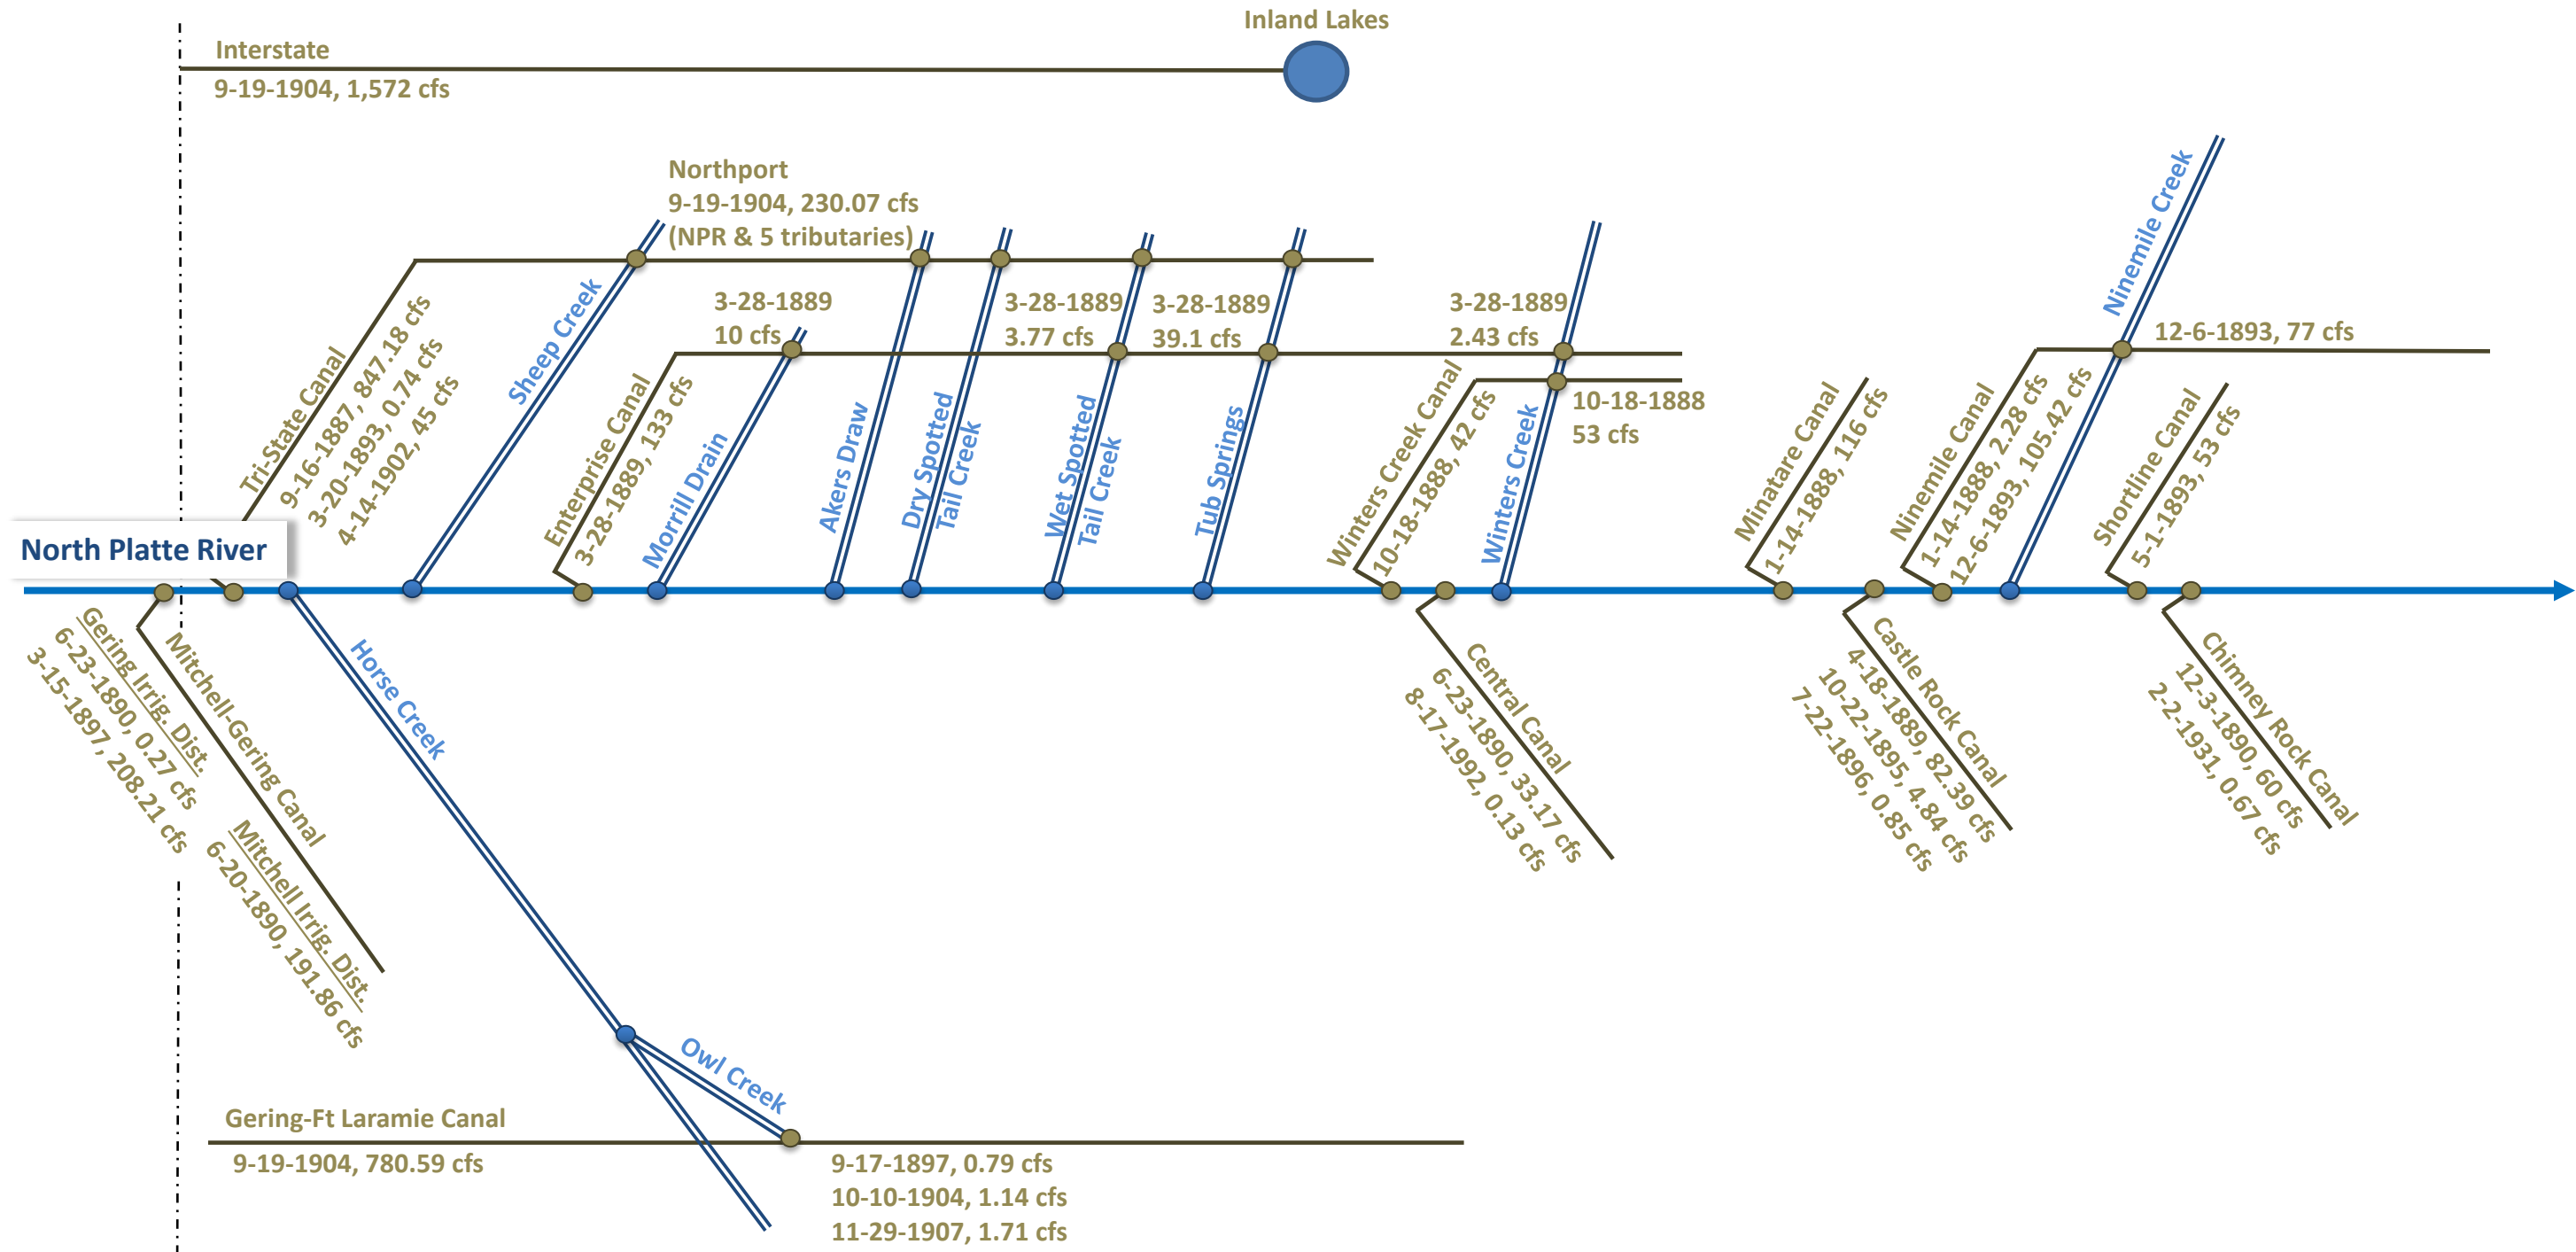 Inland Lakes
Interstate
9-19-1904, 1,572 cfs
Northport
9-19-1904, 230.07 cfs
(NPR & 5 tributaries)
Tri-State Canal
9-16-1887, 847.18 cfs
3-20-1893, 0.74 cfs
4-14-1902, 45 cfs
Sheep Creek
3-28-1889
10 cfs
Enterprise Canal
3-28-1889, 133 cfs
Morrill Drain
Akers Draw
Dry Spotted
Tail Creek
3-28-1889
3.77 cfs
Wet Spotted
Tail Creek
3-28-1889
39.1 cfs
Tub Springs
Winters Creek Canal
10-18-1888, 42 cfs
3-28-1889
2.43 cfs
Winters Creek
10-18-1888
53 cfs
Minatare Canal
1-14-1888, 116 cfs
Ninemile Canal
1-14-1888, 2.28 cfs
12-6-1893, 105.42 cfs
Ninemile Creek
12-6-1893, 77 cfs
Shortline Canal
5-1-1893, 53 cfs
North Platte River
Gering Irrig. Dist.
6-23-1890, 0.27 cfs
3-15-1897, 208.21 cfs
Mitchell-Gering Canal
Mitchell Irrig. Dist.
6-20-1890, 191.86 cfs
Horse Creek
Owl Creek
Central Canal
6-23-1890, 33.17 cfs
8-17-1992, 0.13 cfs
Castle Rock Canal
4-18-1889, 82.39 cfs
10-22-1895, 4.84 cfs
7-22-1896, 0.85 cfs
Chimney Rock Canal
12-3-1890, 60 cfs
2-2-1931, 0.67 cfs
Gering-Ft Laramie Canal
9-19-1904, 780.59 cfs
9-17-1897, 0.79 cfs
10-10-1904, 1.14 cfs
11-29-1907, 1.71 cfs